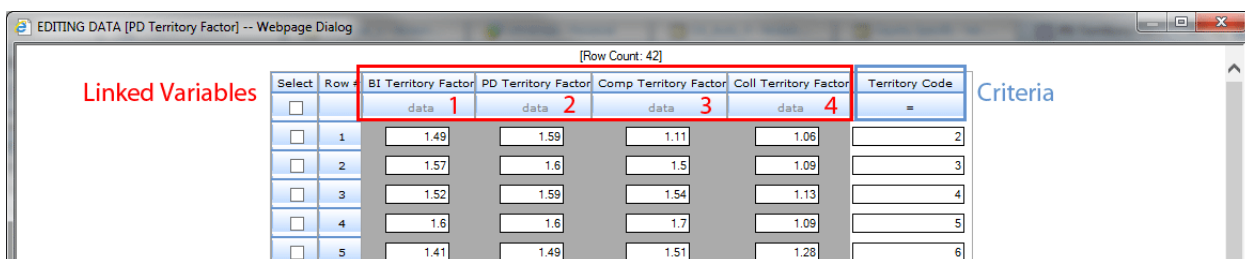 EDITING DATA [PD Territory Factor] -- Webpage Dialog
[Row Count: 42]
Linked Variables
Select Row # BI Territory Factor PD Territory Factor Comp Territory Factor Coll Territory Factor Territory Code
data 1 data 2 data 3 data 4 =
Criteria
1 1.49 1.59 1.11 1.06 2
2 1.57 1.6 1.5 1.09 3
3 1.52 1.59 1.54 1.13 4
4 1.6 1.6 1.7 1.09 5
5 1.41 1.49 1.51 1.28 6